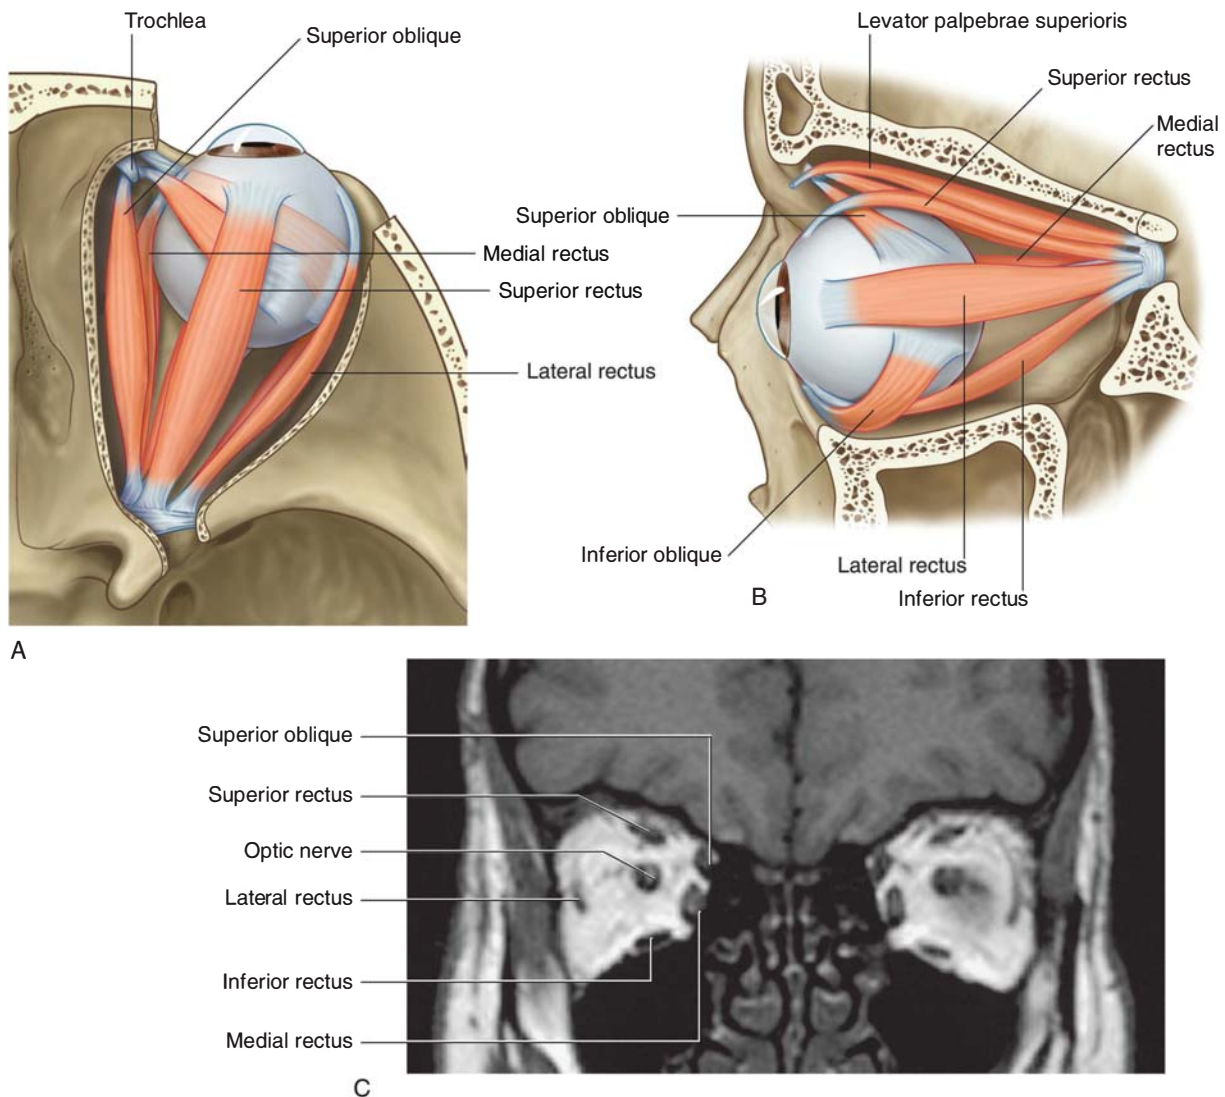 Trochlea
Superior oblique
Medial rectus
Superior rectus
Lateral rectus
A
Levator palpebrae superioris
Superior rectus
Medial
rectus
Superior oblique
Inferior oblique
Lateral rectus
Inferior rectus
B
Superior oblique
Superior rectus
Optic nerve
Lateral rectus
Inferior rectus
Medial rectus
C